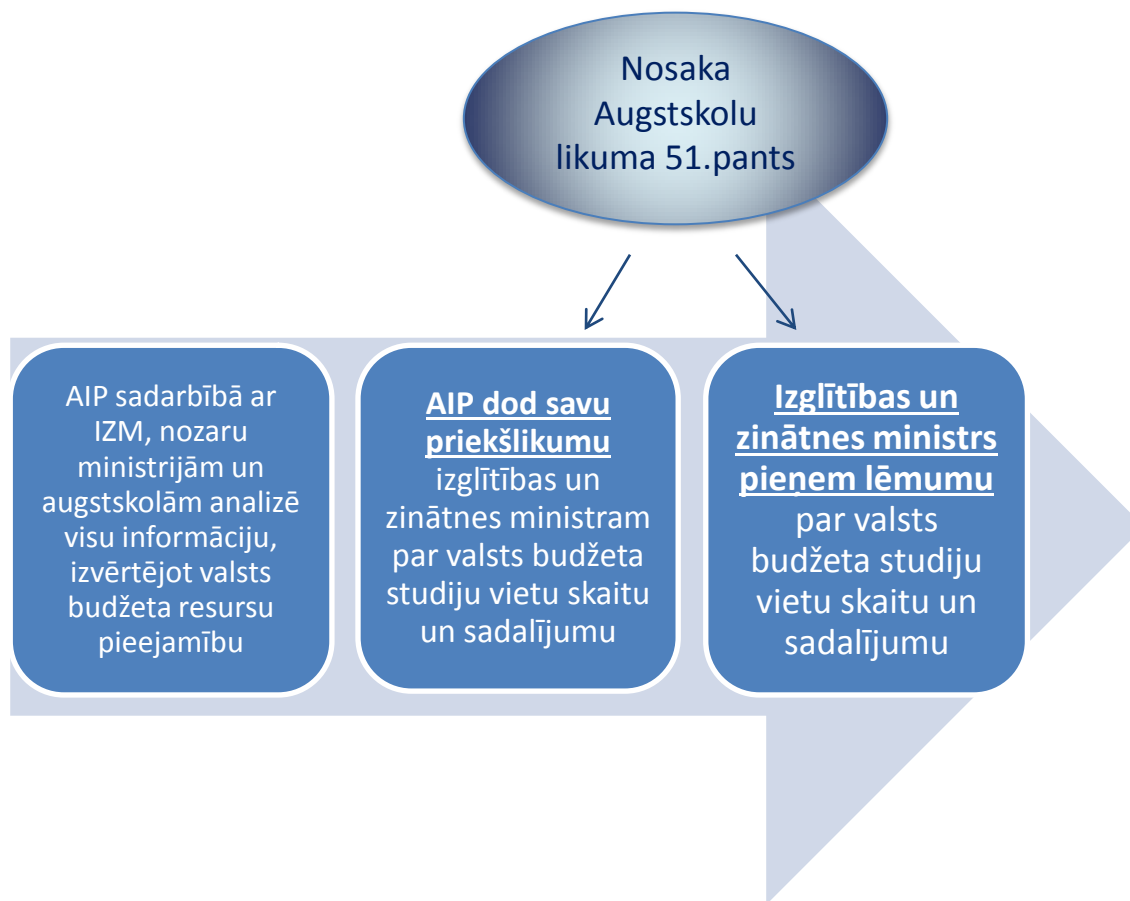 Nosaka
Augstskolu
likuma 51.pants
AIP sadarbībā ar
IZM, nozaru
ministrijām un
augstskolām analizē
visu informāciju,
izvērtējot valsts
budžeta resursu
pieejamību
AIP dod savu
priekšlikumu
izglītības un
zinātnes ministram
par valsts budžeta
studiju vietu skaitu
un sadalījumu
Izglītības un
zinātnes ministrs
pieņem lēmumu
par valsts
budžeta studiju
vietu skaitu un
sadalījumu